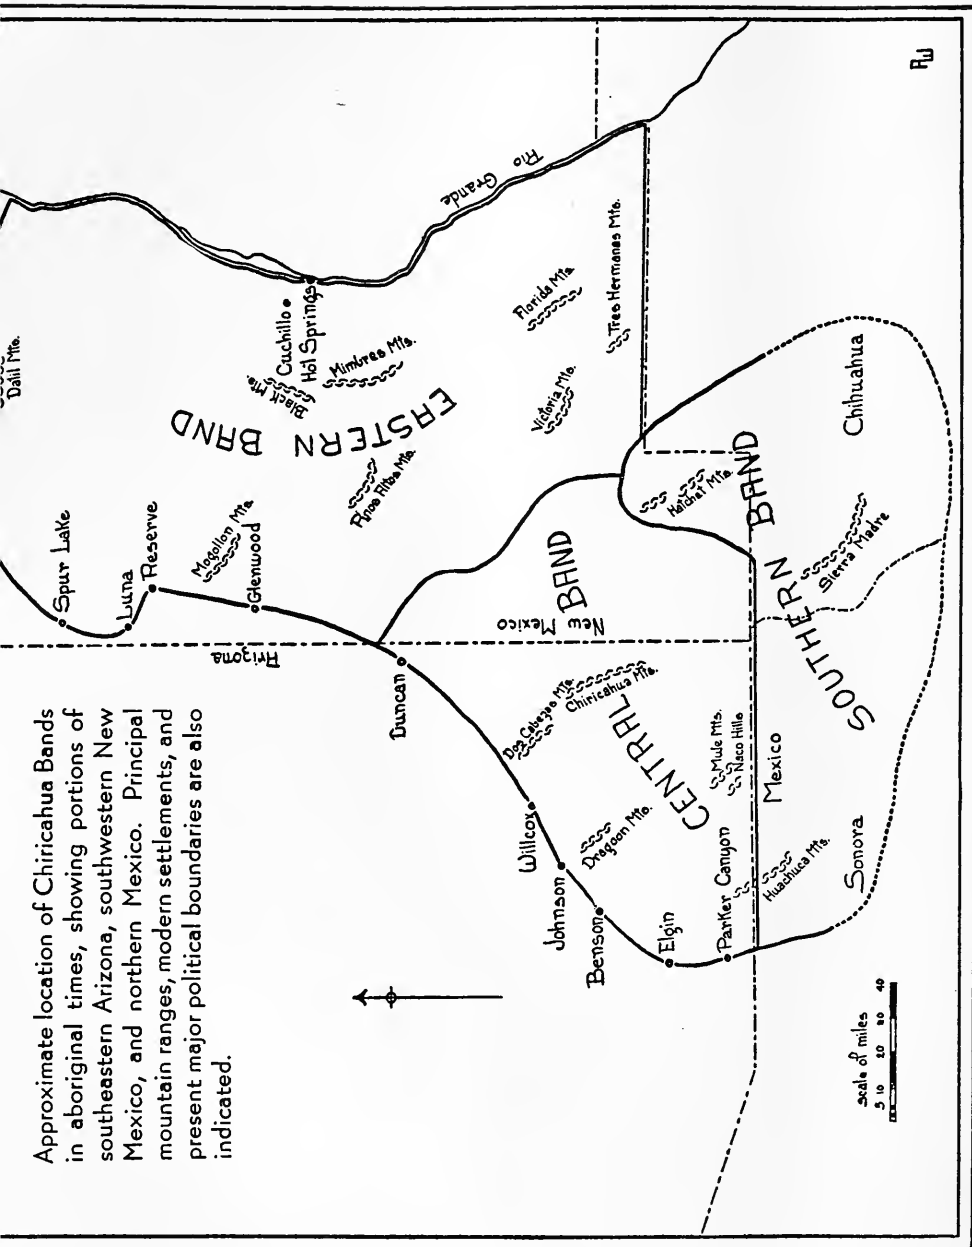 Approximate location of Chiricahua Bands
in aboriginal times, showing portions of
southeastern Arizona, southwestern New
Mexico, and northern Mexico. Principal
mountain ranges, modern settlements, and
present major political boundaries are also
indicated.
Spur Lake
Luna
Reserve
Mogollon Mts.
Glenwood
Datil Mts.
Cuchillo
Hot Springs
Black Mts.
Mimbres Mts.
EASTERN BAND
Pinos Altos Mts.
Rio Grande
Florida Mts.
Tres Hermanas Mts.
Victoria Mts.
Hatchet Mts.
Arizona
New Mexico
Duncan
Dos Cabezas Mts.
Chiricahua Mts.
CENTRAL BAND
Willcox
Johnson
Benson
Elgin
Parker Canyon
Dragoon Mts.
Mule Mts.
Naco Hills
Huachuca Mts.
Mexico
SOUTHERN BAND
Sierra Madre
Sonora
Chihuahua
scale of miles
5 10 20 30 40